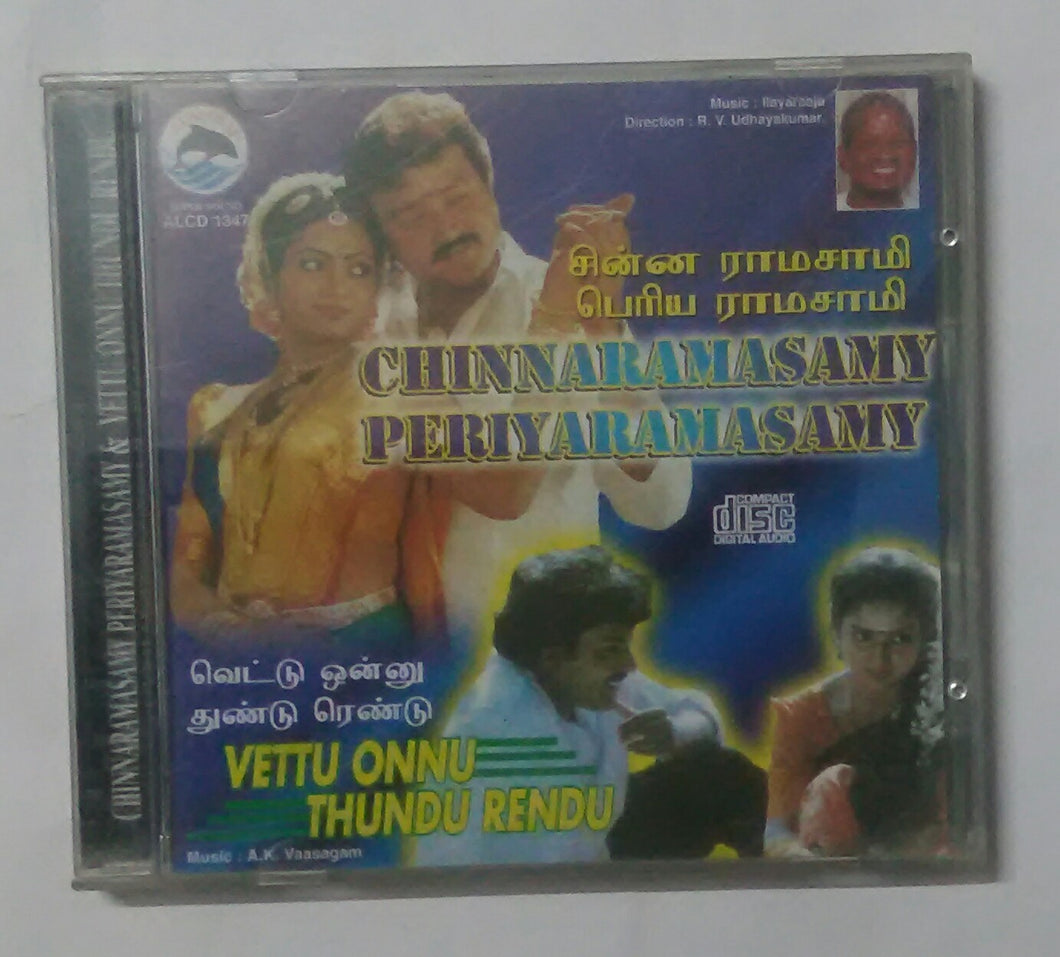 CHINNARAMASAMY PERIYARAMASAMY & VETTU ONNU THUNDU RENDU
ALCD 1347
Music : Ilayaraaja
Direction : R. V. Udhayakumar.
சின்ன ராமசாமி
பெரிய ராமசாமி
CHINNARAMASAMY
PERIYARAMASAMY
COMPACT
disc
DIGITAL AUDIO
வெட்டு ஒன்னு
துண்டு ரெண்டு
VETTU ONNU
THUNDU RENDU
Music : A.K. Vaasagam